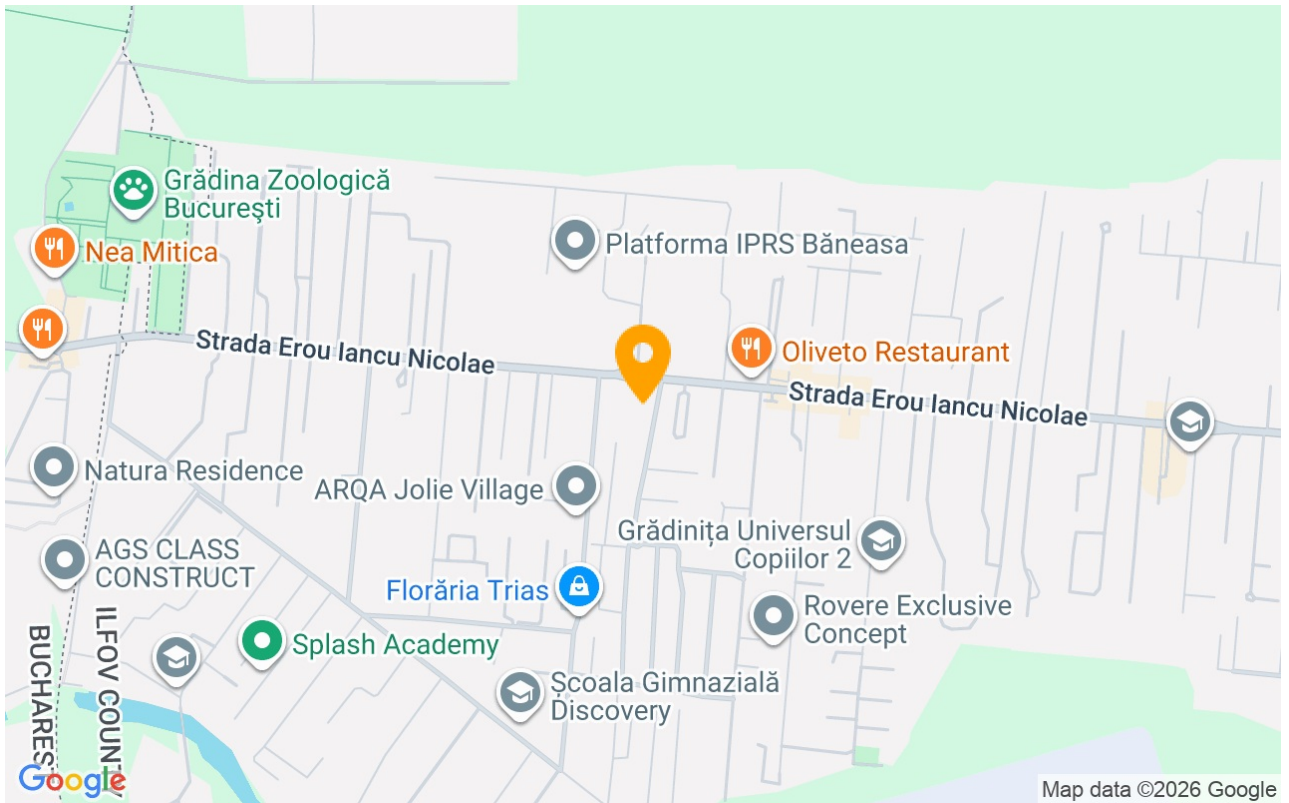 Grădina Zoologică
București
Nea Mitica
Platforma IPRS Băneasa
Strada Erou Iancu Nicolae
Oliveto Restaurant
Strada Erou Iancu Nicolae
Natura Residence
ARQA Jolie Village
Grădinița Universul
Copiilor 2
AGS CLASS
CONSTRUCT
Florăria Trias
Rovere Exclusive
Concept
Splash Academy
Școala Gimnazială
Discovery
BUCHARES
ILFOV COUN
Google
Map data ©2026 Google